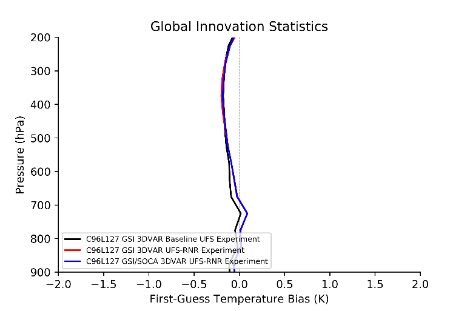 Global Innovation Statistics
200
300
400
500
600
700
800
900
Pressure (hPa)
C96L127 GSI 3DVAR Baseline UFS Experiment
C96L127 GSI 3DVAR UFS-RNR Experiment
C96L127 GSI/SOCA 3DVAR UFS-RNR Experiment
−2.0 −1.5 −1.0 −0.5 0.0 0.5 1.0 1.5 2.0
First-Guess Temperature Bias (K)